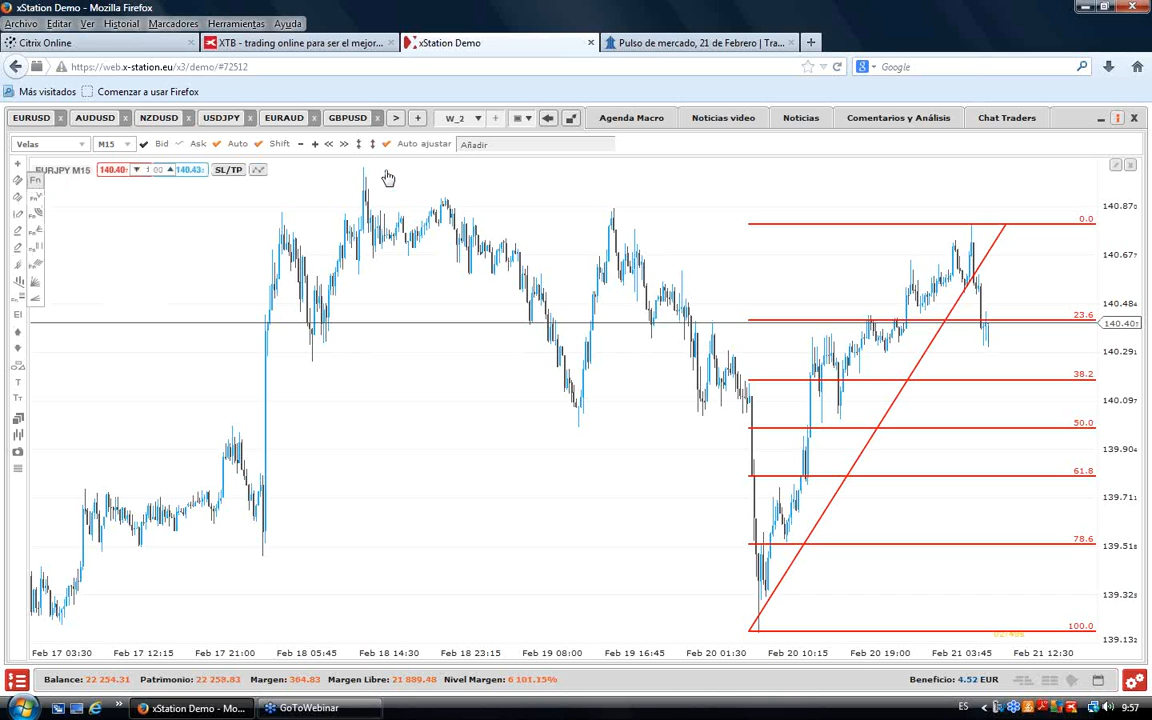 xStation Demo - Mozilla Firefox
Archivo Editar Ver Historial Marcadores Herramientas Ayuda
Citrix Online
XTB - trading online para ser el mejor...
xStation Demo
Pulso de mercado, 21 de Febrero | Tra...
https://web.x-station.eu/x3/demo/#72512
Google
Más visitados Comenzar a usar Firefox
EURUSD AUDUSD NZDUSD USDJPY EURAUD GBPUSD W_2 Agenda Macro Noticias video Noticias Comentarios y Análisis Chat Traders
Velas M15 Bid Ask Auto Shift Auto ajustar Añadir
EURJPY M15 SL/TP
Fn
EI
T
140.87
0.0
140.67
140.48
23.6
140.29
38.2
140.09
50.0
139.90
61.8
139.71
139.51
78.6
139.32
100.0
139.13
Feb 17 03:30 Feb 17 12:15 Feb 17 21:00 Feb 18 05:45 Feb 18 14:30 Feb 18 23:15 Feb 19 08:00 Feb 19 16:45 Feb 20 01:30 Feb 20 10:15 Feb 20 19:00 Feb 21 03:45 Feb 21 12:30
Balance: 22 254.31 Patrimonio: 22 258.83 Margen: 364.83 Margen Libre: 21 889.48 Nivel Margen: 6 101.15% Beneficio: 4.52 EUR
xStation Demo - Mo... GoToWebinar ES 9:57